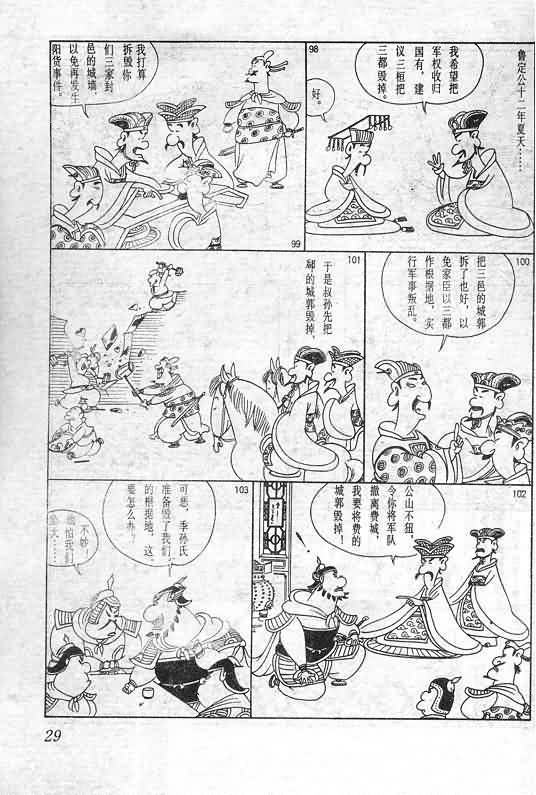 鲁定公十二年夏天……
我希望把
军权收归
国有，建
议三桓把
三都毁掉。
好。
98
我打算
拆毁你
们三家封
邑的城墙，
以免再发生
阳货事件。
99
100
把三邑的城郭
拆了也好，以
免家臣以三都
作根据地，实
行军事叛乱。
101
于是叔孙先把
郈的城郭毁掉，
102
公山不狃，
令你将军队
撤离费城，
我要将费的
城郭毁掉！
103
可恶，季孙氏
准备毁了我们
的根据地，这
要怎么办？
不妙，
怕我们
29